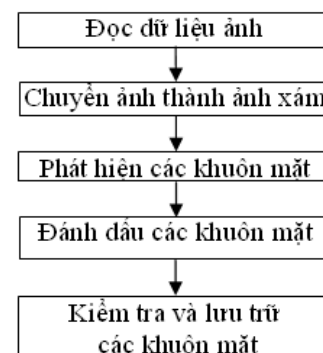 Đọc dữ liệu ảnh
Chuyển ảnh thành ảnh xám
Phát hiện các khuôn mặt
Đánh dấu các khuôn mặt
Kiểm tra và lưu trữ
các khuôn mặt